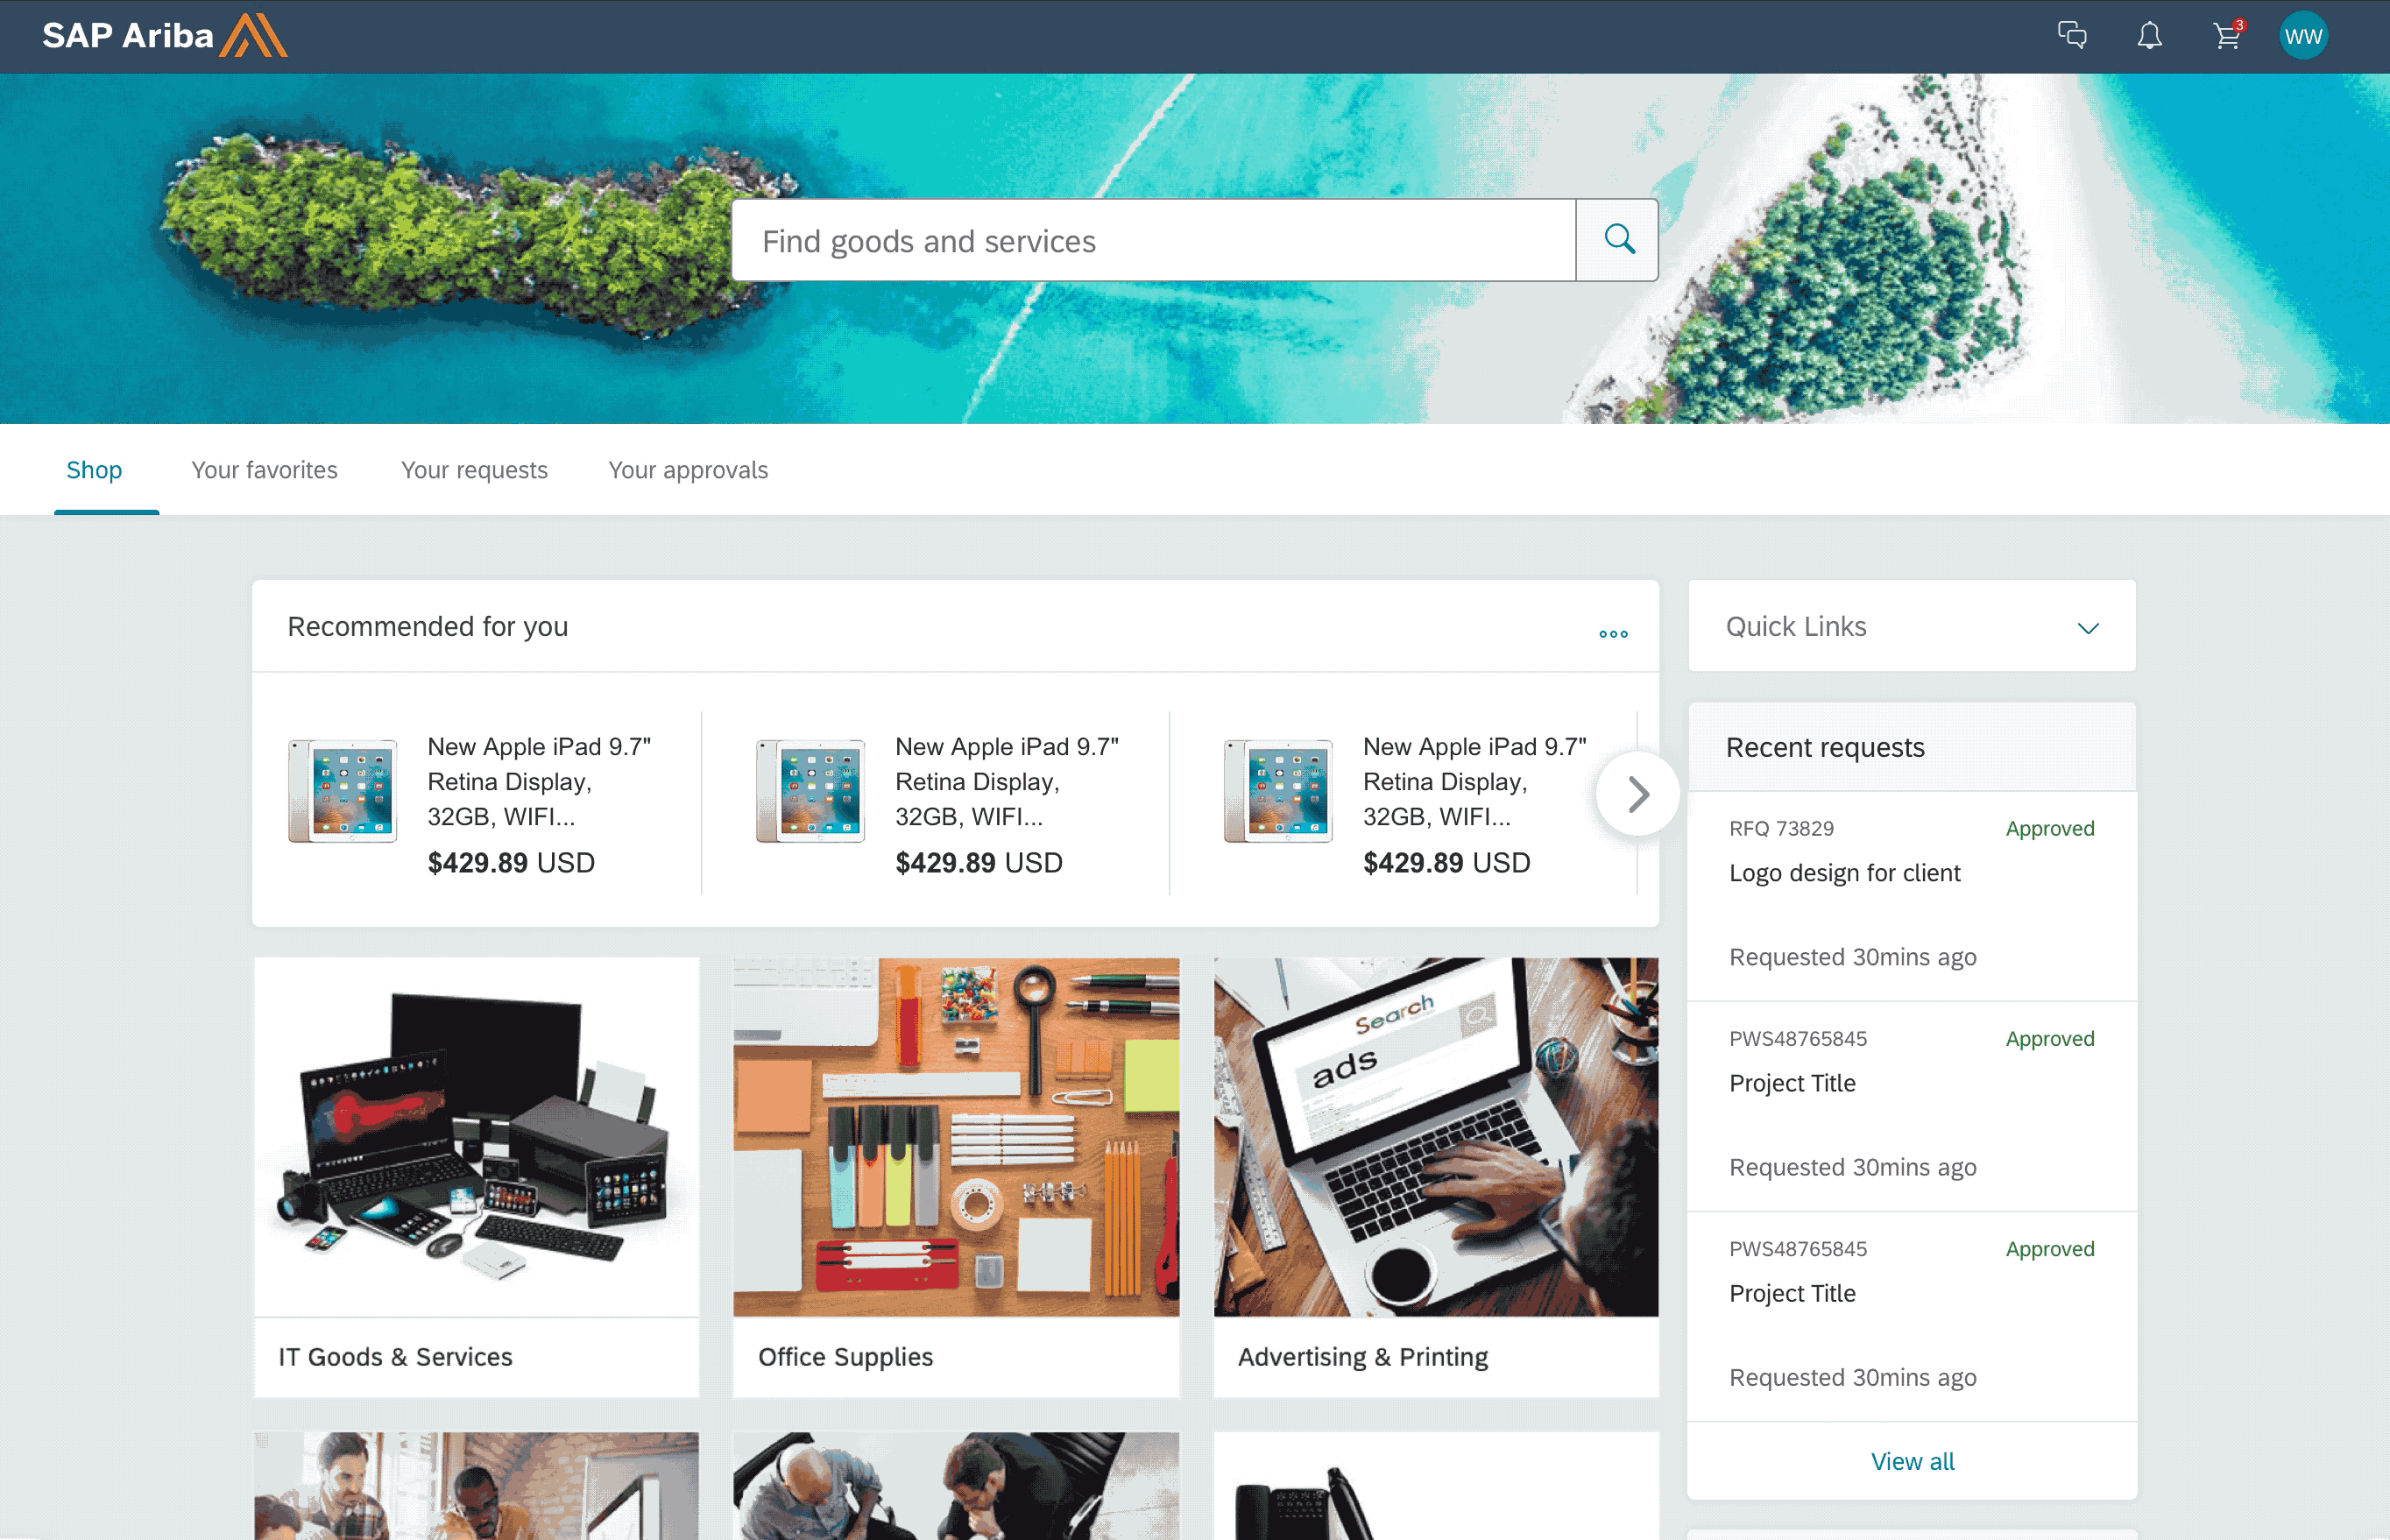 SAP Ariba
3
WW
Find goods and services
Shop
Your favorites
Your requests
Your approvals
Recommended for you
New Apple iPad 9.7"
Retina Display,
32GB, WIFI...
$429.89 USD
New Apple iPad 9.7"
Retina Display,
32GB, WIFI...
$429.89 USD
New Apple iPad 9.7"
Retina Display,
32GB, WIFI...
$429.89 USD
Search
ads
IT Goods & Services
Office Supplies
Advertising & Printing
Quick Links
Recent requests
RFQ 73829
Approved
Logo design for client
Requested 30mins ago
PWS48765845
Approved
Project Title
Requested 30mins ago
PWS48765845
Approved
Project Title
Requested 30mins ago
View all